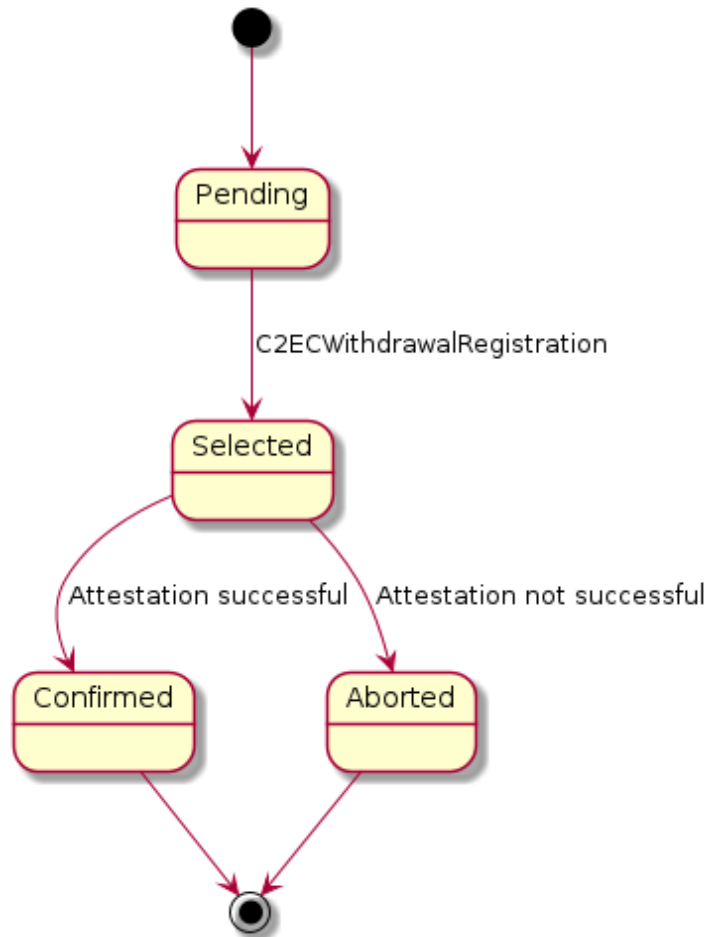 Pending
C2ECWithdrawalRegistration
Selected
Attestation successful
Attestation not successful
Confirmed
Aborted